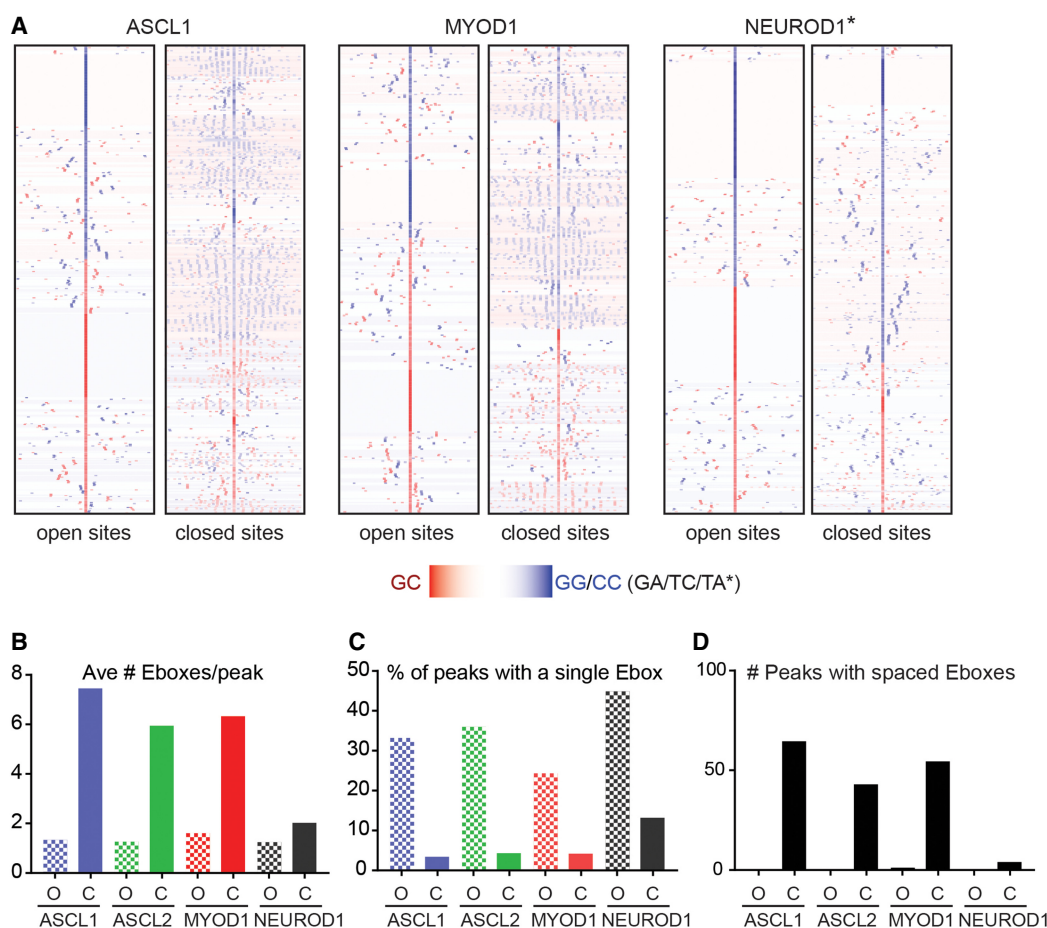 A
ASCL1 MYOD1 NEUROD1*
open sites closed sites open sites closed sites open sites closed sites
GC GG/CC (GA/TC/TA*)
B
Ave # Eboxes/peak
8
6
4
2
0
O C O C O C O C
ASCL1 ASCL2 MYOD1 NEUROD1
C
% of peaks with a single Ebox
50
40
30
20
10
0
O C O C O C O C
ASCL1 ASCL2 MYOD1 NEUROD1
D
# Peaks with spaced Eboxes
100
50
0
O C O C O C O C
ASCL1 ASCL2 MYOD1 NEUROD1